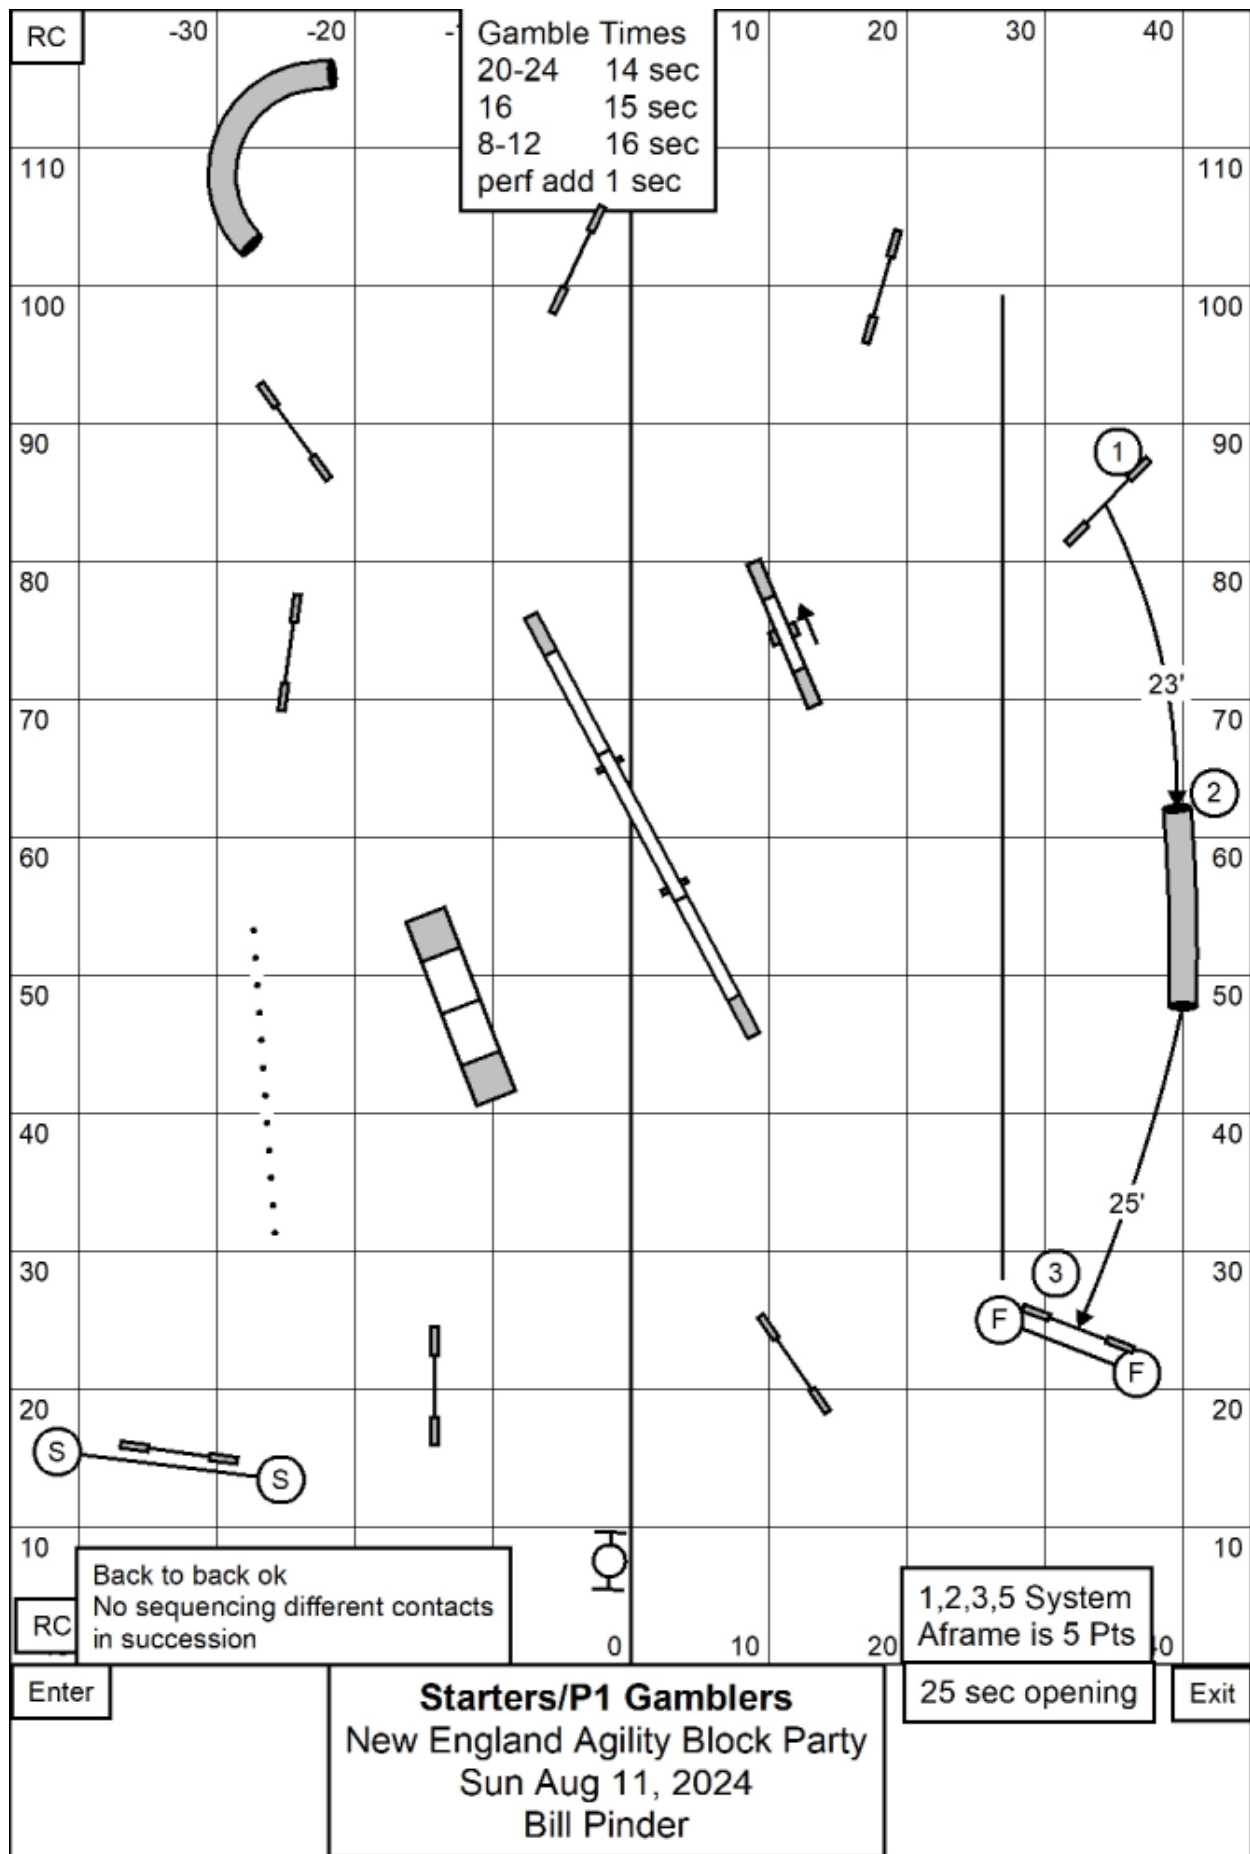 RC
-30
-20
-1
10
20
30
40
Gamble Times
20-24 14 sec
16 15 sec
8-12 16 sec
perf add 1 sec
110
110
100
100
90
90
1
80
80
23'
70
70
2
60
60
50
50
40
40
25'
30
30
3
F
F
20
20
S
S
10
10
Back to back ok
No sequencing different contacts
in succession
1,2,3,5 System
Aframe is 5 Pts
RC
0
10
20
40
Enter
25 sec opening
Exit
Starters/P1 Gamblers
New England Agility Block Party
Sun Aug 11, 2024
Bill Pinder